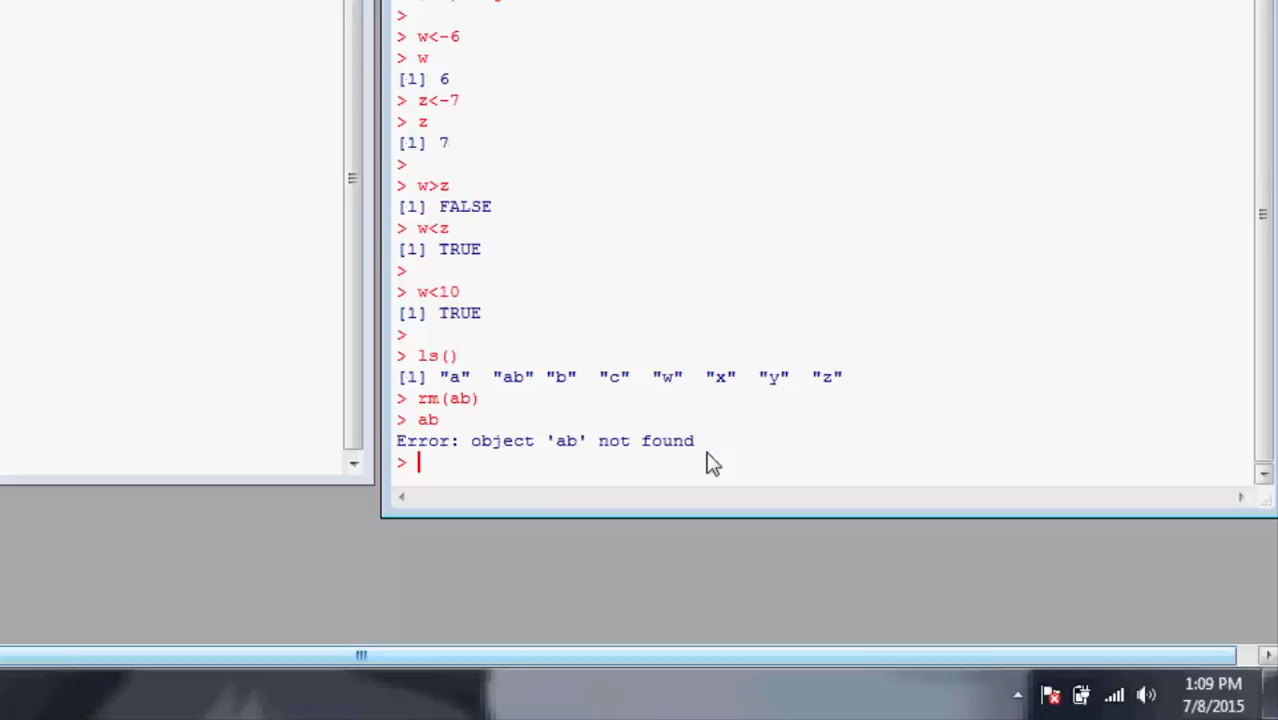 >
> w<-6
> w
[1] 6
> z<-7
> z
[1] 7
>
> w>z
[1] FALSE
> w<z
[1] TRUE
>
> w<10
[1] TRUE
>
> ls()
[1] "a"  "ab" "b"  "c"  "w"  "x"  "y"  "z"
> rm(ab)
> ab
Error: object 'ab' not found
>
1:09 PM
7/8/2015